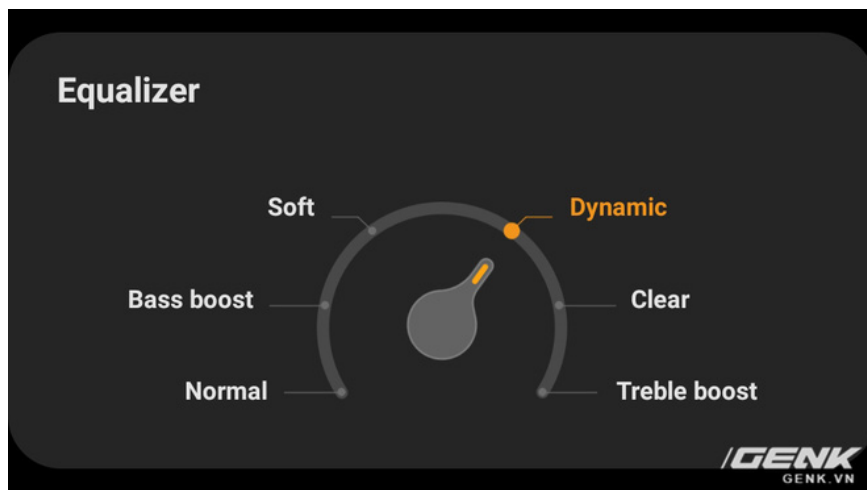 Equalizer
Soft
Dynamic
Bass boost
Clear
Normal
Treble boost
GENK
GENK.VN